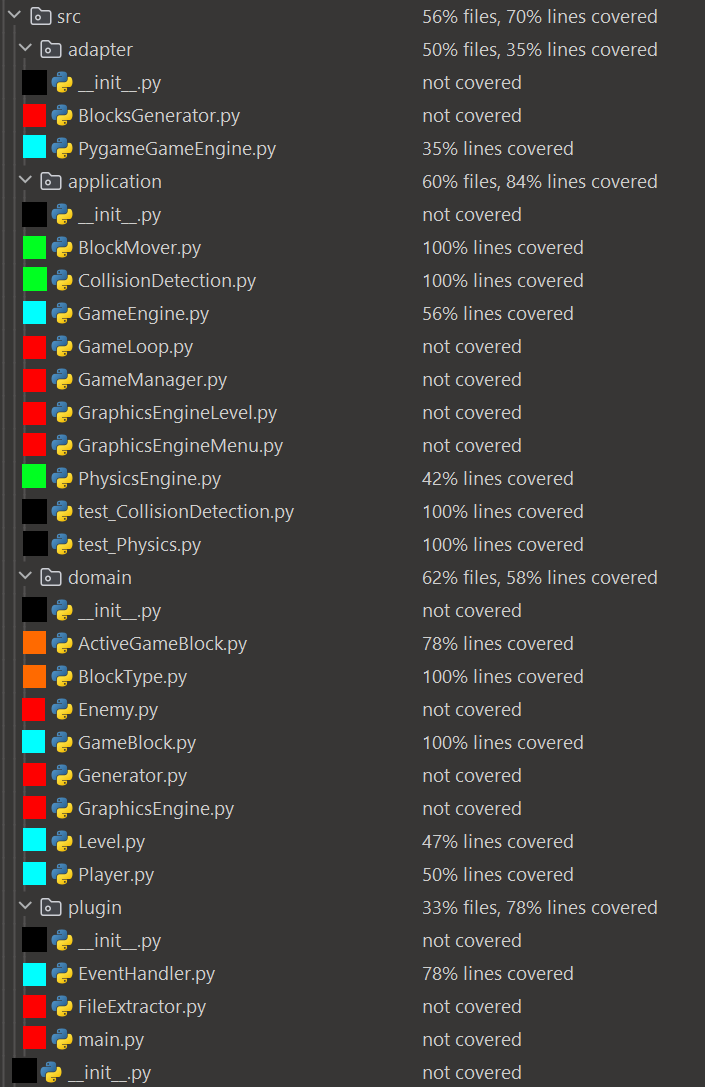 src 56% files, 70% lines covered
adapter 50% files, 35% lines covered
__init__.py not covered
BlocksGenerator.py not covered
PygameGameEngine.py 35% lines covered
application 60% files, 84% lines covered
__init__.py not covered
BlockMover.py 100% lines covered
CollisionDetection.py 100% lines covered
GameEngine.py 56% lines covered
GameLoop.py not covered
GameManager.py not covered
GraphicsEngineLevel.py not covered
GraphicsEngineMenu.py not covered
PhysicsEngine.py 42% lines covered
test_CollisionDetection.py 100% lines covered
test_Physics.py 100% lines covered
domain 62% files, 58% lines covered
__init__.py not covered
ActiveGameBlock.py 78% lines covered
BlockType.py 100% lines covered
Enemy.py not covered
GameBlock.py 100% lines covered
Generator.py not covered
GraphicsEngine.py not covered
Level.py 47% lines covered
Player.py 50% lines covered
plugin 33% files, 78% lines covered
__init__.py not covered
EventHandler.py 78% lines covered
FileExtractor.py not covered
main.py not covered
__init__.py not covered